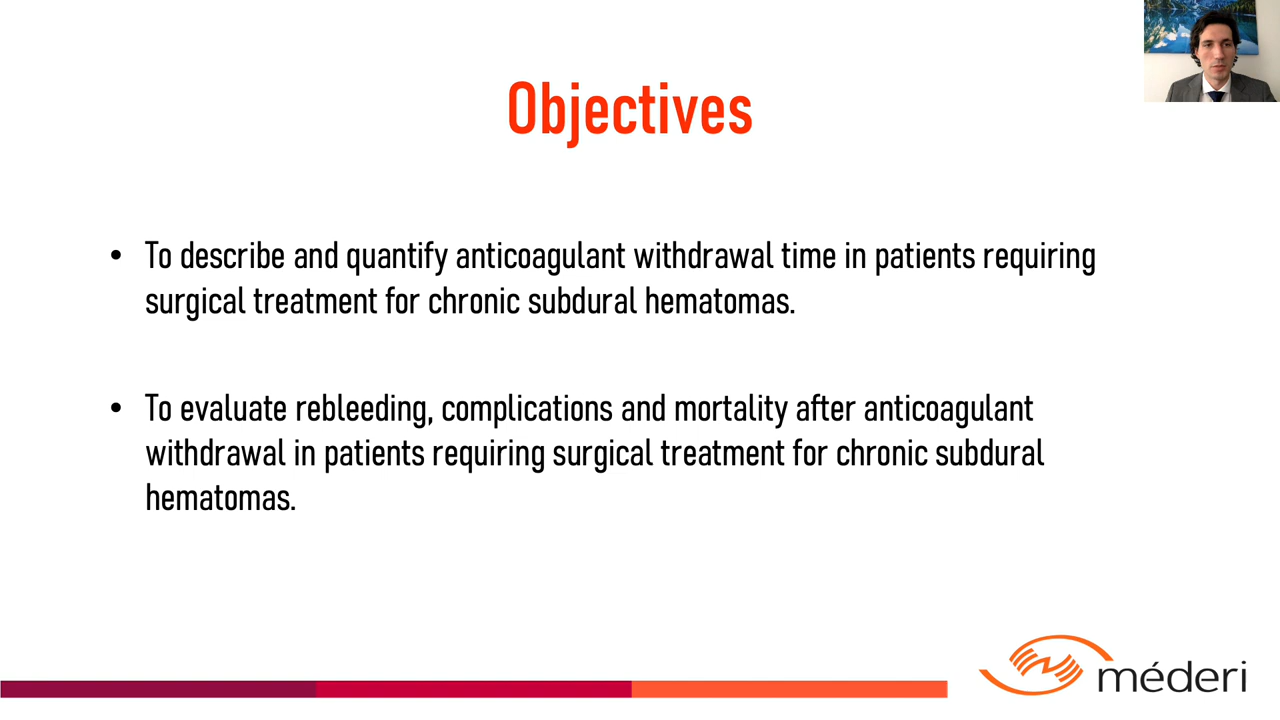 Objectives
• To describe and quantify anticoagulant withdrawal time in patients requiring
surgical treatment for chronic subdural hematomas.
• To evaluate rebleeding, complications and mortality after anticoagulant
withdrawal in patients requiring surgical treatment for chronic subdural
hematomas.
méderi